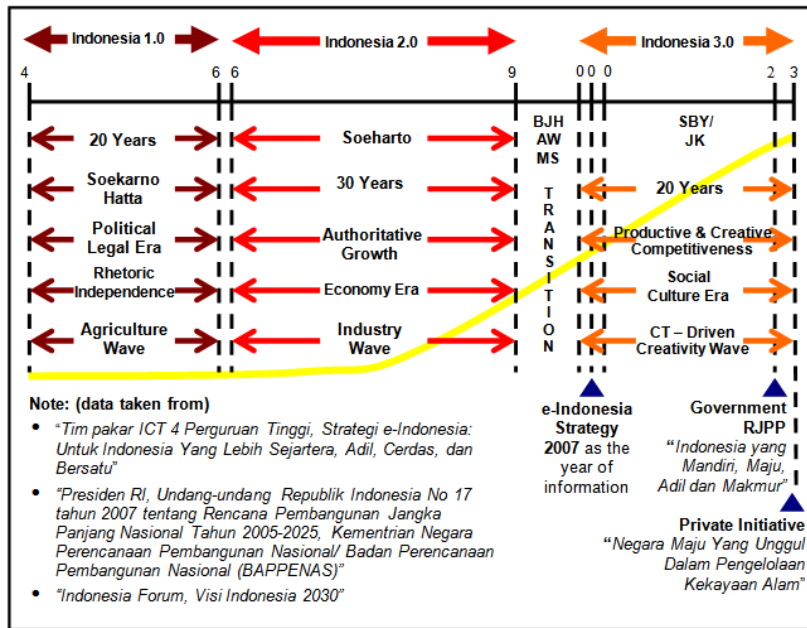 Indonesia 1.0 Indonesia 2.0 Indonesia 3.0
4 6 6 9 0 0 0 2 3
20 Years
Soekarno
Hatta
Political
Legal Era
Rhetoric
Independence
Agriculture
Wave
Soeharto
30 Years
Authoritative
Growth
Economy Era
Industry
Wave
BJH
AW
MS
T
R
A
N
S
I
T
I
O
N
SBY/
JK
20 Years
Productive & Creative
Competitiveness
Social
Culture Era
CT – Driven
Creativity Wave
Note: (data taken from)
• “Tim pakar ICT 4 Perguruan Tinggi, Strategi e-Indonesia:
Untuk Indonesia Yang Lebih Sejartera, Adil, Cerdas, dan
Bersatu”
• “Presiden RI, Undang-undang Republik Indonesia No 17
tahun 2007 tentang Rencana Pembangunan Jangka
Panjang Nasional Tahun 2005-2025, Kementrian Negara
Perencanaan Pembangunan Nasional/ Badan Perencanaan
Pembangunan Nasional (BAPPENAS)”
• “Indonesia Forum, Visi Indonesia 2030”
e-Indonesia
Strategy
2007 as the
year of
information
Government
RJPP
“Indonesia yang
Mandiri, Maju,
Adil dan Makmur”
Private Initiative
“Negara Maju Yang Unggul
Dalam Pengelolaan
Kekayaan Alam”